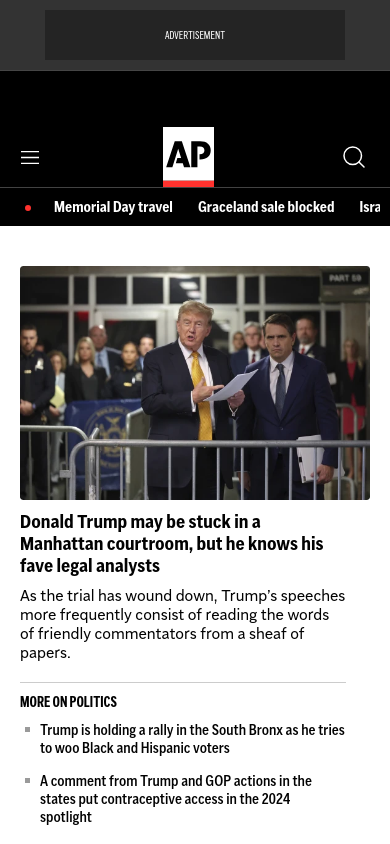 ADVERTISEMENT
AP
Memorial Day travel Graceland sale blocked Isra
PART 59
Donald Trump may be stuck in a
Manhattan courtroom, but he knows his
fave legal analysts
As the trial has wound down, Trump’s speeches
more frequently consist of reading the words
of friendly commentators from a sheaf of
papers.
MORE ON POLITICS
Trump is holding a rally in the South Bronx as he tries
to woo Black and Hispanic voters
A comment from Trump and GOP actions in the
states put contraceptive access in the 2024
spotlight